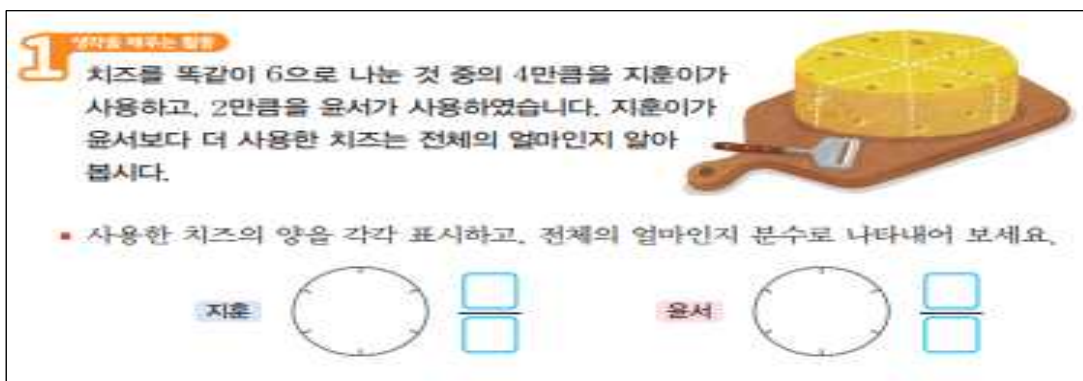 1 생각을 깨우는 활동
치즈를 똑같이 6으로 나눈 것 중의 4만큼을 지훈이가
사용하고, 2만큼을 윤서가 사용하였습니다. 지훈이가
윤서보다 더 사용한 치즈는 전체의 얼마인지 알아
봅시다.
▪ 사용한 치즈의 양을 각각 표시하고, 전체의 얼마인지 분수로 나타내어 보세요.
지훈 윤서